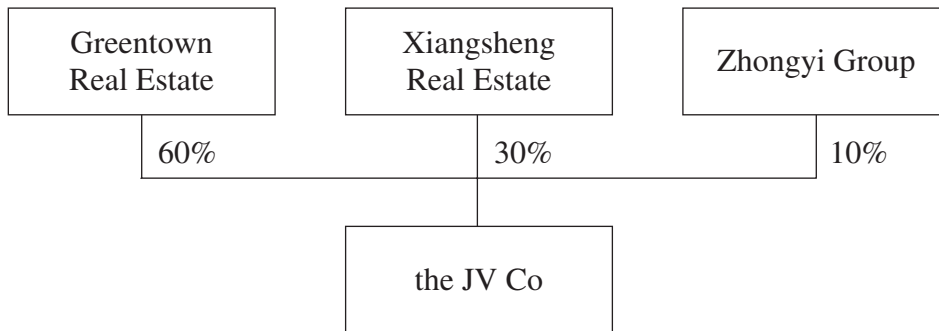 Greentown
Real Estate
Xiangsheng
Real Estate
Zhongyi Group
60%
30%
10%
the JV Co